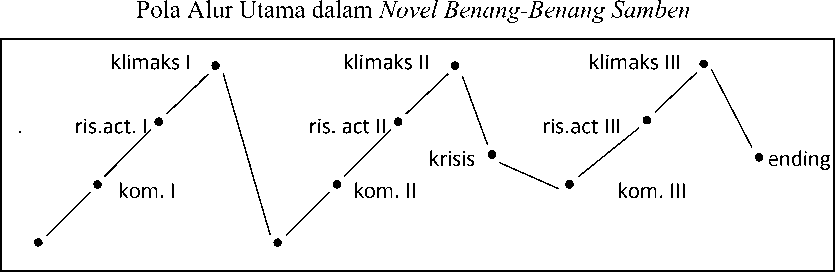 Pola Alur Utama dalam Novel Benang-Benang Samben
klimaks I
klimaks II
klimaks III
ris.act. I
ris. act II
ris.act III
krisis
ending
kom. I
kom. II
kom. III